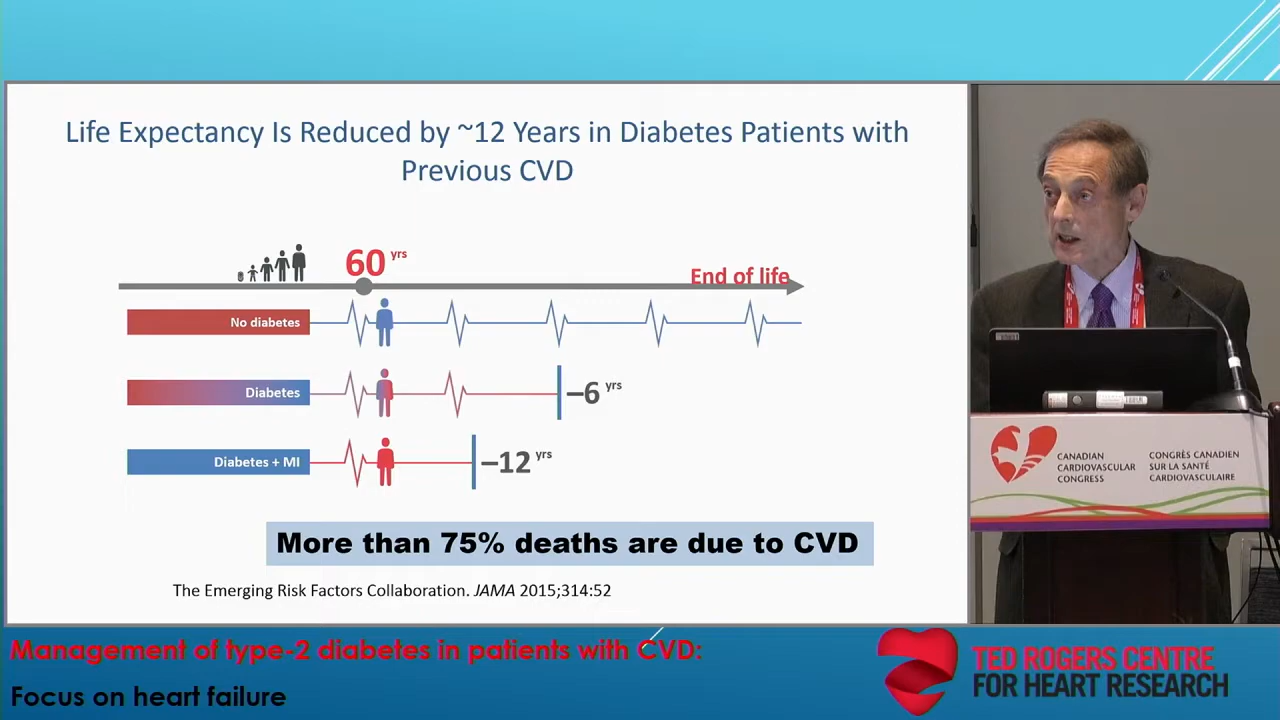 Life Expectancy Is Reduced by ~12 Years in Diabetes Patients with
Previous CVD
60 yrs
End of life
No diabetes
Diabetes
–6 yrs
Diabetes + MI
–12 yrs
More than 75% deaths are due to CVD
The Emerging Risk Factors Collaboration. JAMA 2015;314:52
CANADIAN
CARDIOVASCULAR
CONGRESS
CONGRÈS CANADIEN
SUR LA SANTÉ
CARDIOVASCULAIRE
Management of type-2 diabetes in patients with CVD:
Focus on heart failure
TED ROGERS CENTRE
FOR HEART RESEARCH